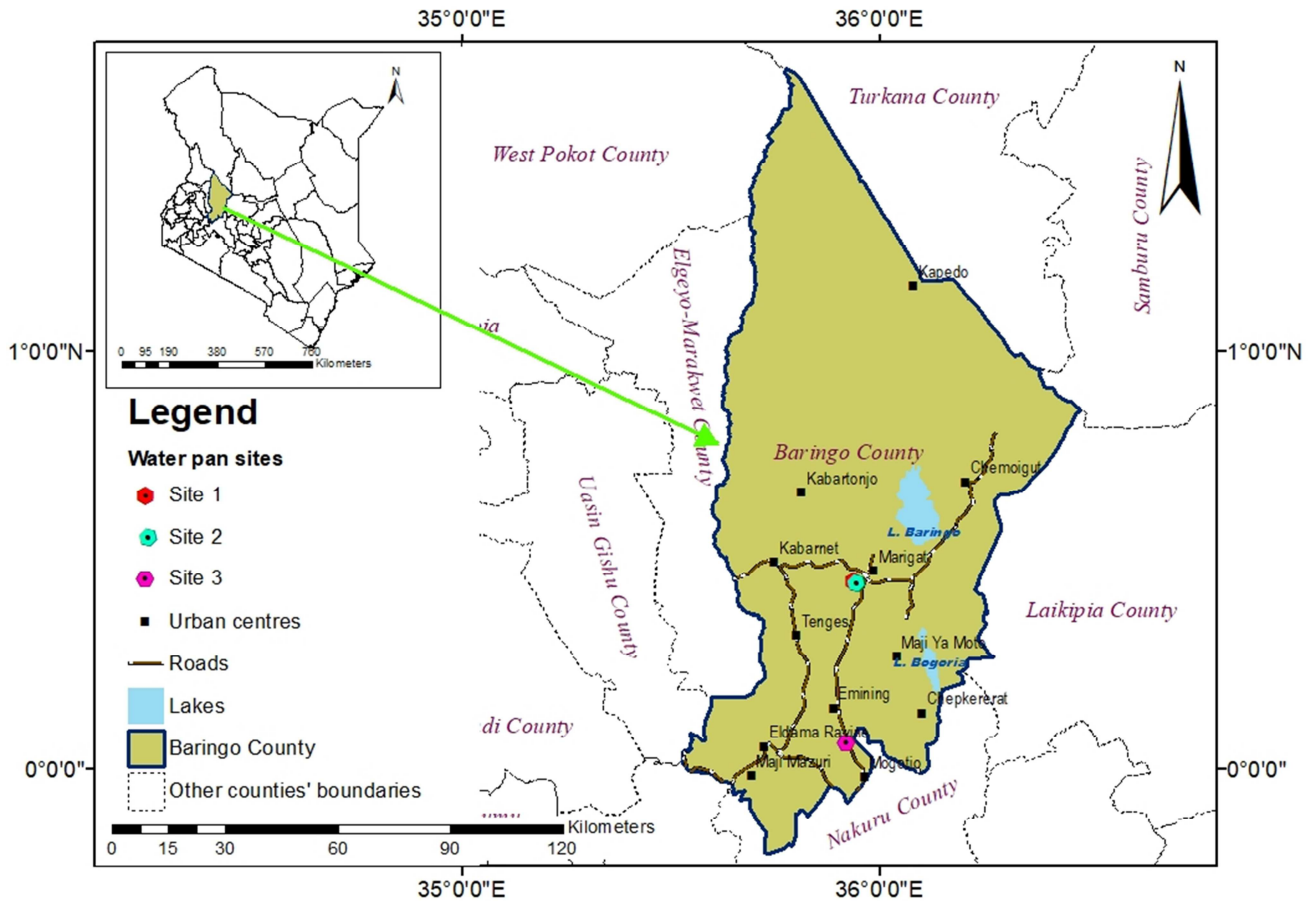 35°0'0"E
36°0'0"E
N
N
Turkana County
West Pokot County
Samburu County
Elgeyo-Marakwet County
Kapedo
1°0'0"N
1°0'0"N
0 95 190 380 570 760
Kilometers
Legend
Water pan sites
Site 1
Site 2
Site 3
Urban centres
Roads
Lakes
Baringo County
Other counties' boundaries
Baringo County
Kabartonjo
Chemoigut
L. Baringo
Uasin Gishu County
Kabarnet
Marigat
Laikipia County
Tenges
Maji Ya Moto
L. Bogoria
Emining
Chepkererat
di County
Eldama Ravine
Maji Mazuri
Mogotio
0°0'0"
0°0'0"
Nakuru County
Kilometers
0 15 30 60 90 120
35°0'0"E
36°0'0"E